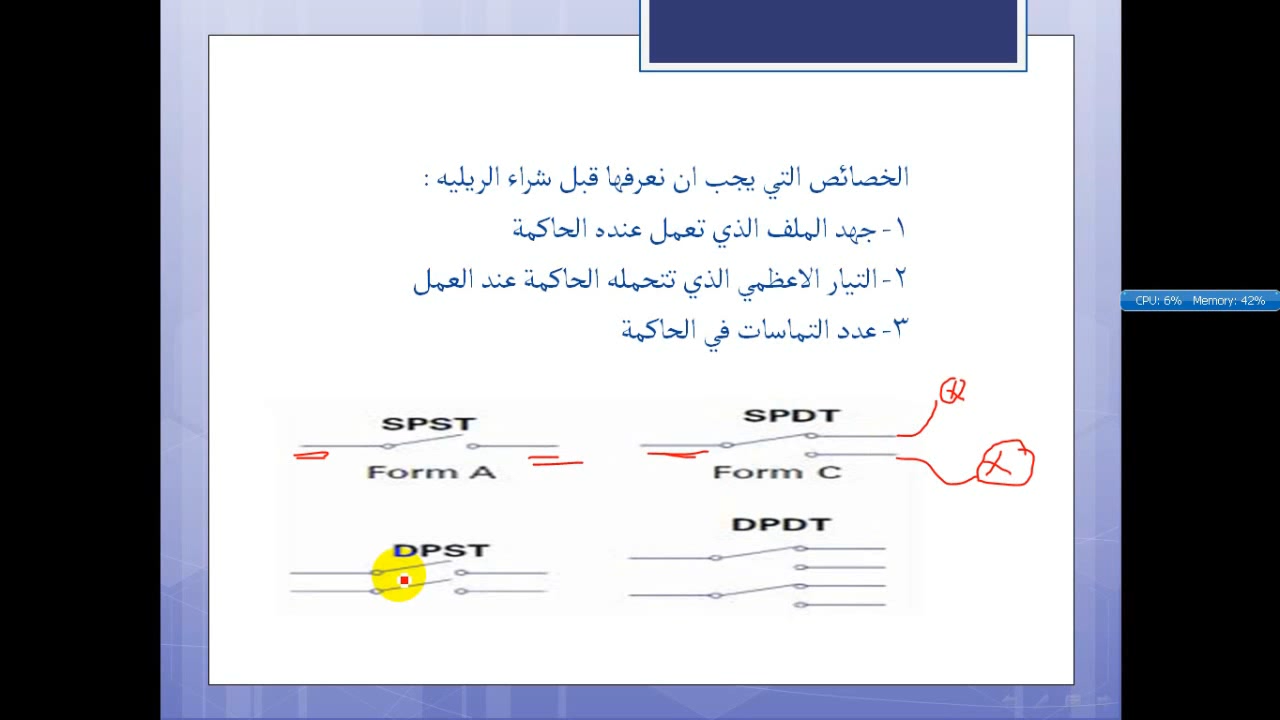 الخصائص التي يجب ان نعرفها قبل شراء الريليه :
١- جهد الملف الذي تعمل عنده الحاكمة
٢- التيار الاعظمي الذي تتحمله الحاكمة عند العمل
٣- عدد التماسات في الحاكمة
CPU: 6% Memory: 42%
SPST
SPDT
Form A
Form C
DPST
DPDT